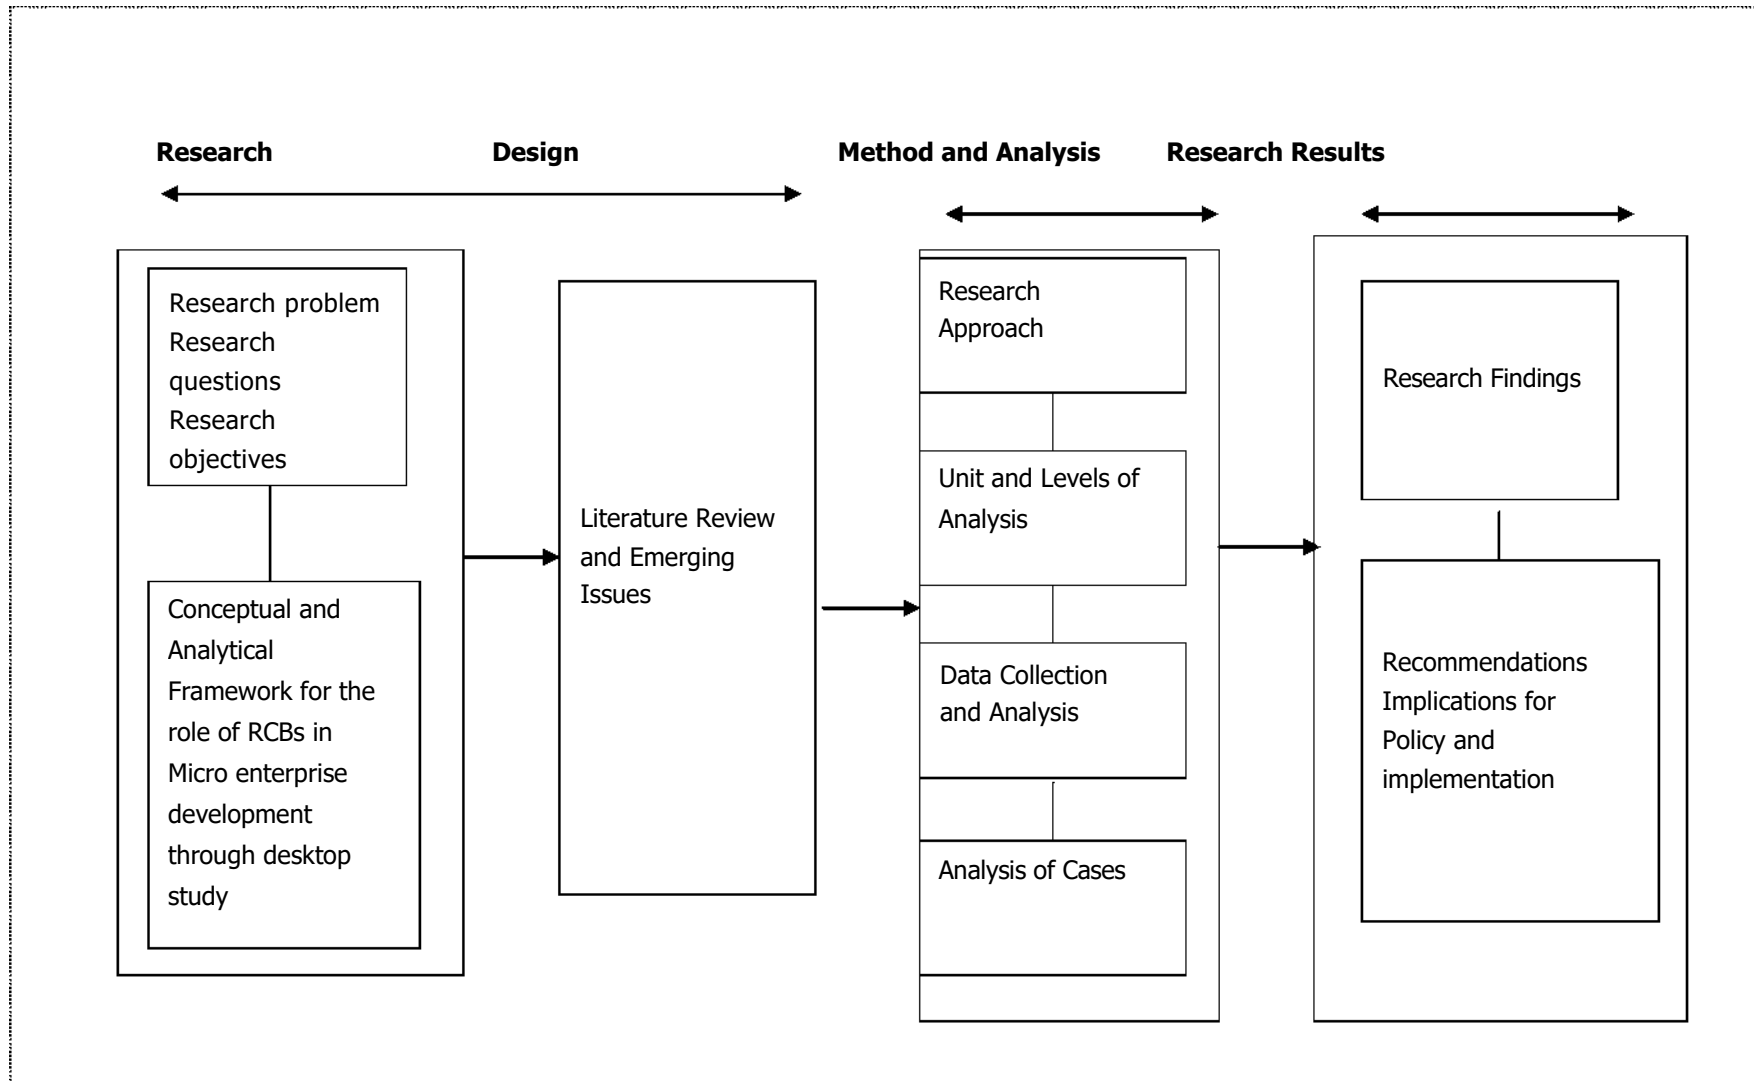 Research Design Method and Analysis Research Results
Research problem
Research
questions
Research
objectives
Conceptual and
Analytical
Framework for the
role of RCBs in
Micro enterprise
development
through desktop
study
Literature Review
and Emerging
Issues
Research
Approach
Unit and Levels of
Analysis
Data Collection
and Analysis
Analysis of Cases
Research Findings
Recommendations
Implications for
Policy and
implementation